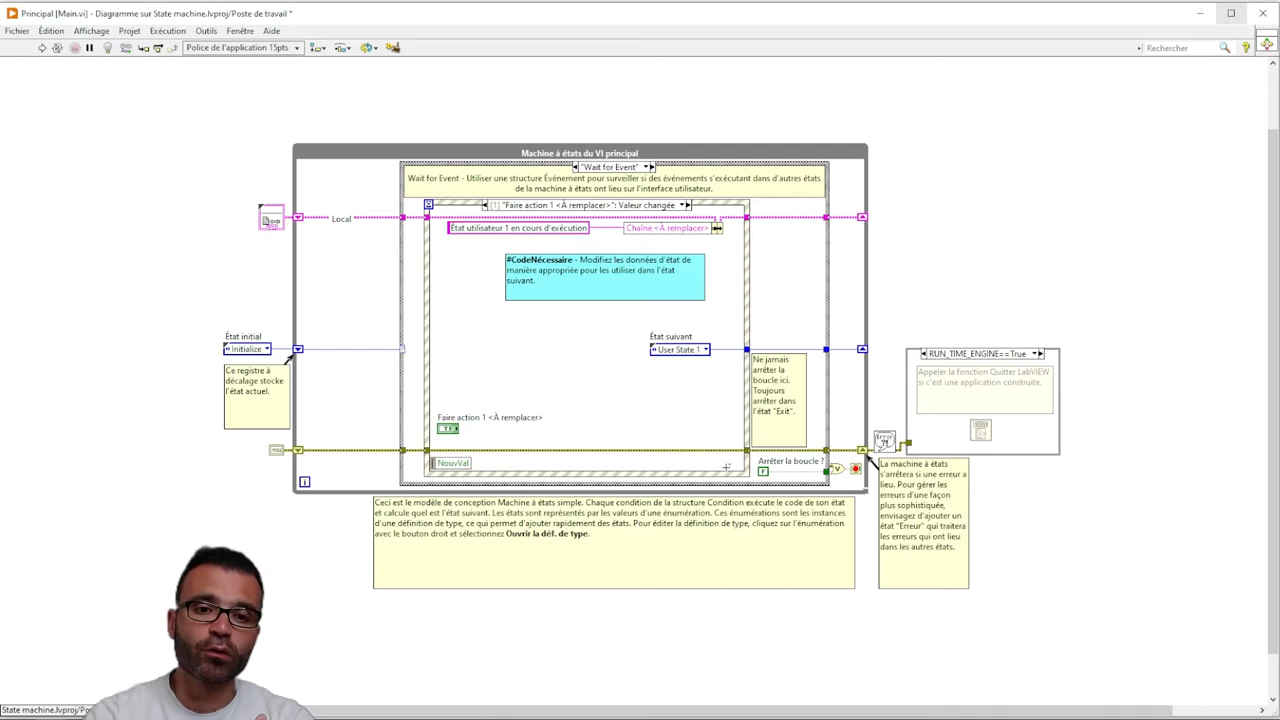 Principal [Main.vi] - Diagramme sur State machine.lvproj/Poste de travail *
Fichier Édition Affichage Projet Exécution Outils Fenêtre Aide
Police de l'application 15pts
Rechercher
Machine à états du VI principal
"Wait for Event"
Wait for Event - Utiliser une structure Événement pour surveiller si des événements s'exécutant dans d'autres états
de la machine à états ont lieu sur l'interface utilisateur.
[1] "Faire action 1 <À remplacer>": Valeur changée
Local
État utilisateur 1 en cours d'exécution
Chaîne <À remplacer>
#CodeNécessaire - Modifiez les données d'état de
manière appropriée pour les utiliser dans l'état
suivant.
État initial
Initialize
Ce registre à
décalage stocke
l'état actuel.
État suivant
User State 1
Ne jamais
arrêter la
boucle ici.
Toujours
arrêter dans
l'état "Exit".
RUN_TIME_ENGINE==True
Appeler la fonction Quitter LabVIEW
si c'est une application construite.
Faire action 1 <À remplacer>
TF
NouvVal
Arrêter la boucle ?
F
i
La machine à états
s'arrêtera si une erreur a
lieu. Pour gérer les
erreurs d'une façon
plus sophistiquée,
envisagez d'ajouter un
état "Erreur" qui traitera
les erreurs qui ont lieu
dans les autres états.
Ceci est le modèle de conception Machine à états simple. Chaque condition de la structure Condition exécute le code de son état
et calcule quel est l'état suivant. Les états sont représentés par les valeurs d'une énumération. Ces énumérations sont les instances
d'une définition de type, ce qui permet d'ajouter rapidement des états. Pour éditer la définition de type, cliquez sur l'énumération
avec le bouton droit et sélectionnez Ouvrir la déf. de type.
State machine.lvproj/Po